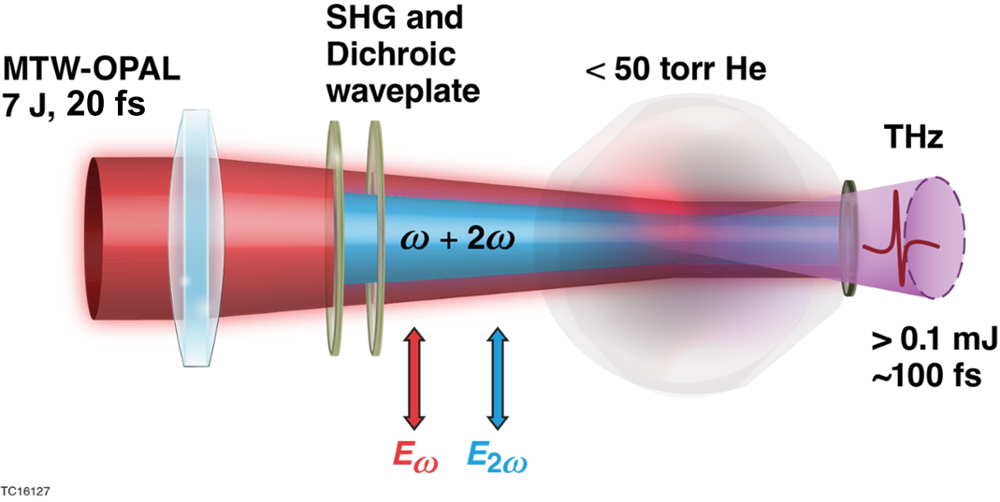 SHG and
Dichroic
waveplate
MTW-OPAL
7 J, 20 fs
< 50 torr He
THz
ω + 2ω
> 0.1 mJ
~100 fs
Eω
E2ω
TC16127